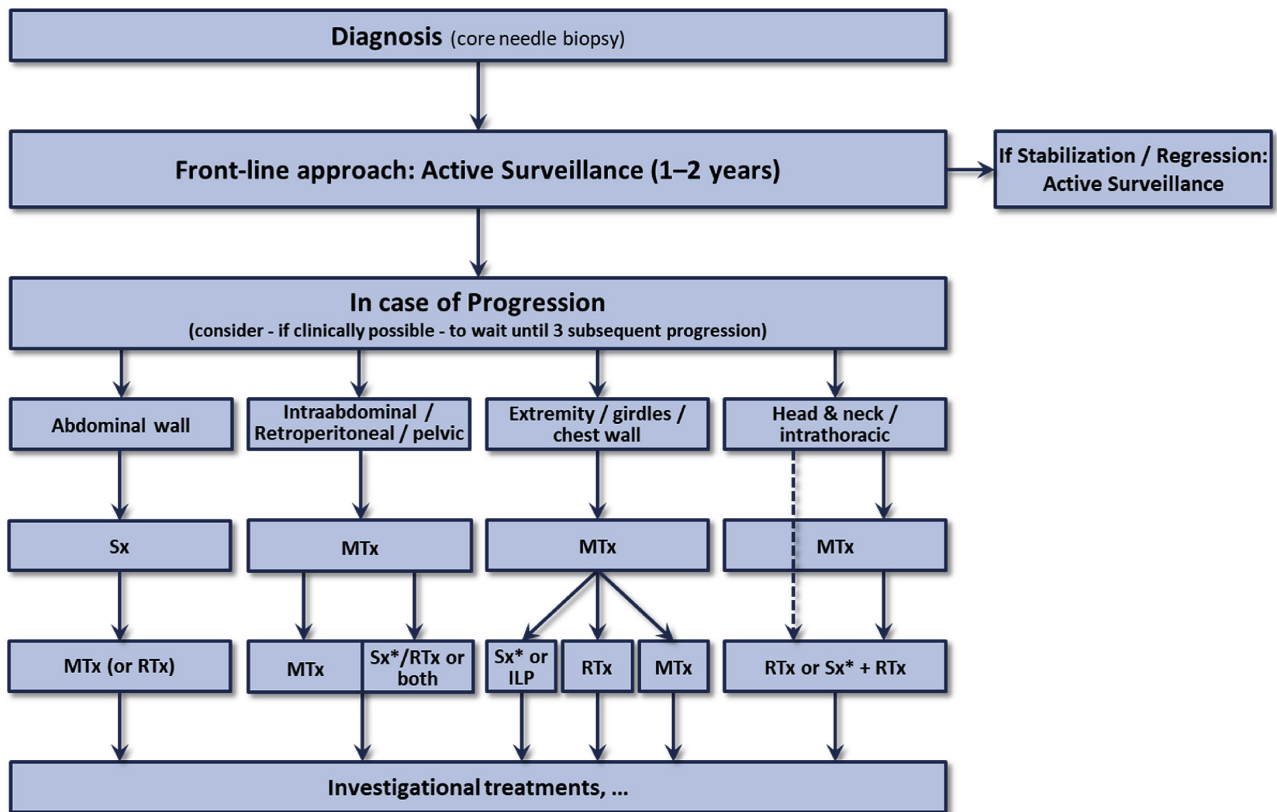 Diagnosis (core needle biopsy)
Front-line approach: Active Surveillance (1–2 years)
If Stabilization / Regression:
Active Surveillance
In case of Progression
(consider - if clinically possible - to wait until 3 subsequent progression)
Abdominal wall
Intraabdominal /
Retroperitoneal / pelvic
Extremity / girdles /
chest wall
Head & neck /
intrathoracic
Sx
MTx
MTx
MTx
MTx (or RTx)
MTx
Sx*/RTx or
both
Sx* or
ILP
RTx
MTx
RTx or Sx* + RTx
Investigational treatments, ...